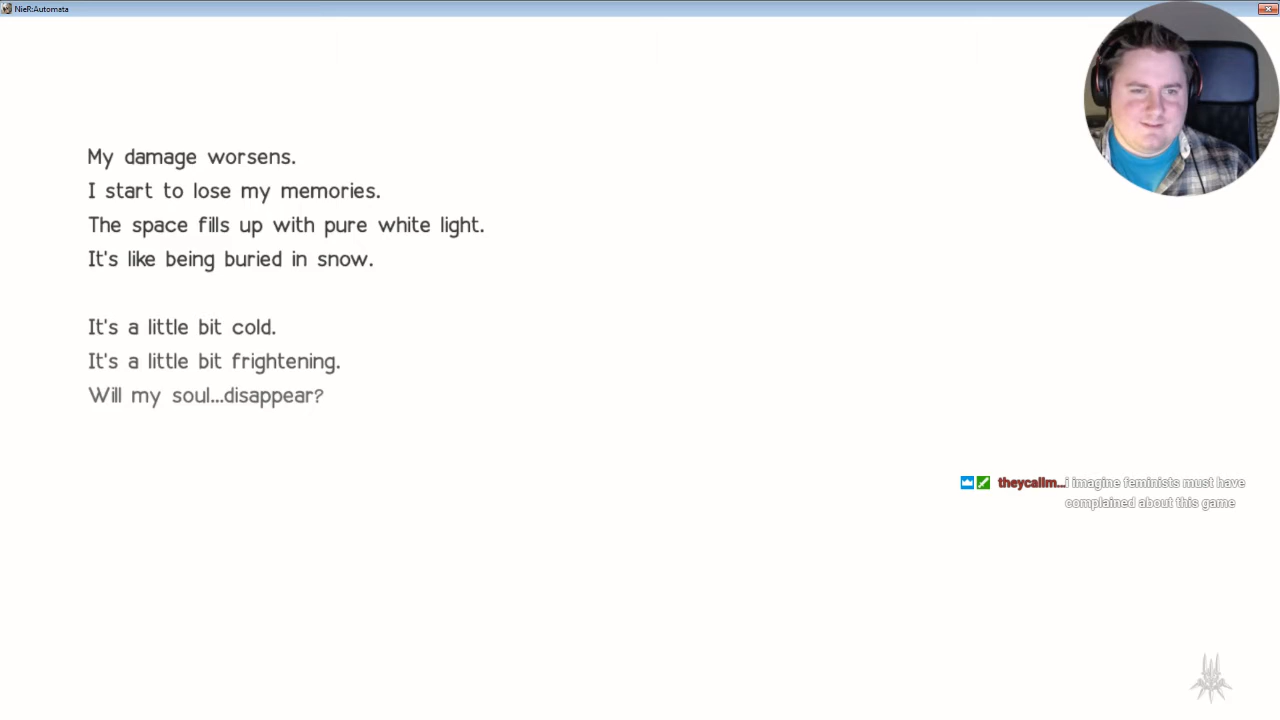 NieR:Automata
My damage worsens.
I start to lose my memories.
The space fills up with pure white light.
It's like being buried in snow.
It's a little bit cold.
It's a little bit frightening.
Will my soul...disappear?
theycallm... i imagine feminists must have
complained about this game